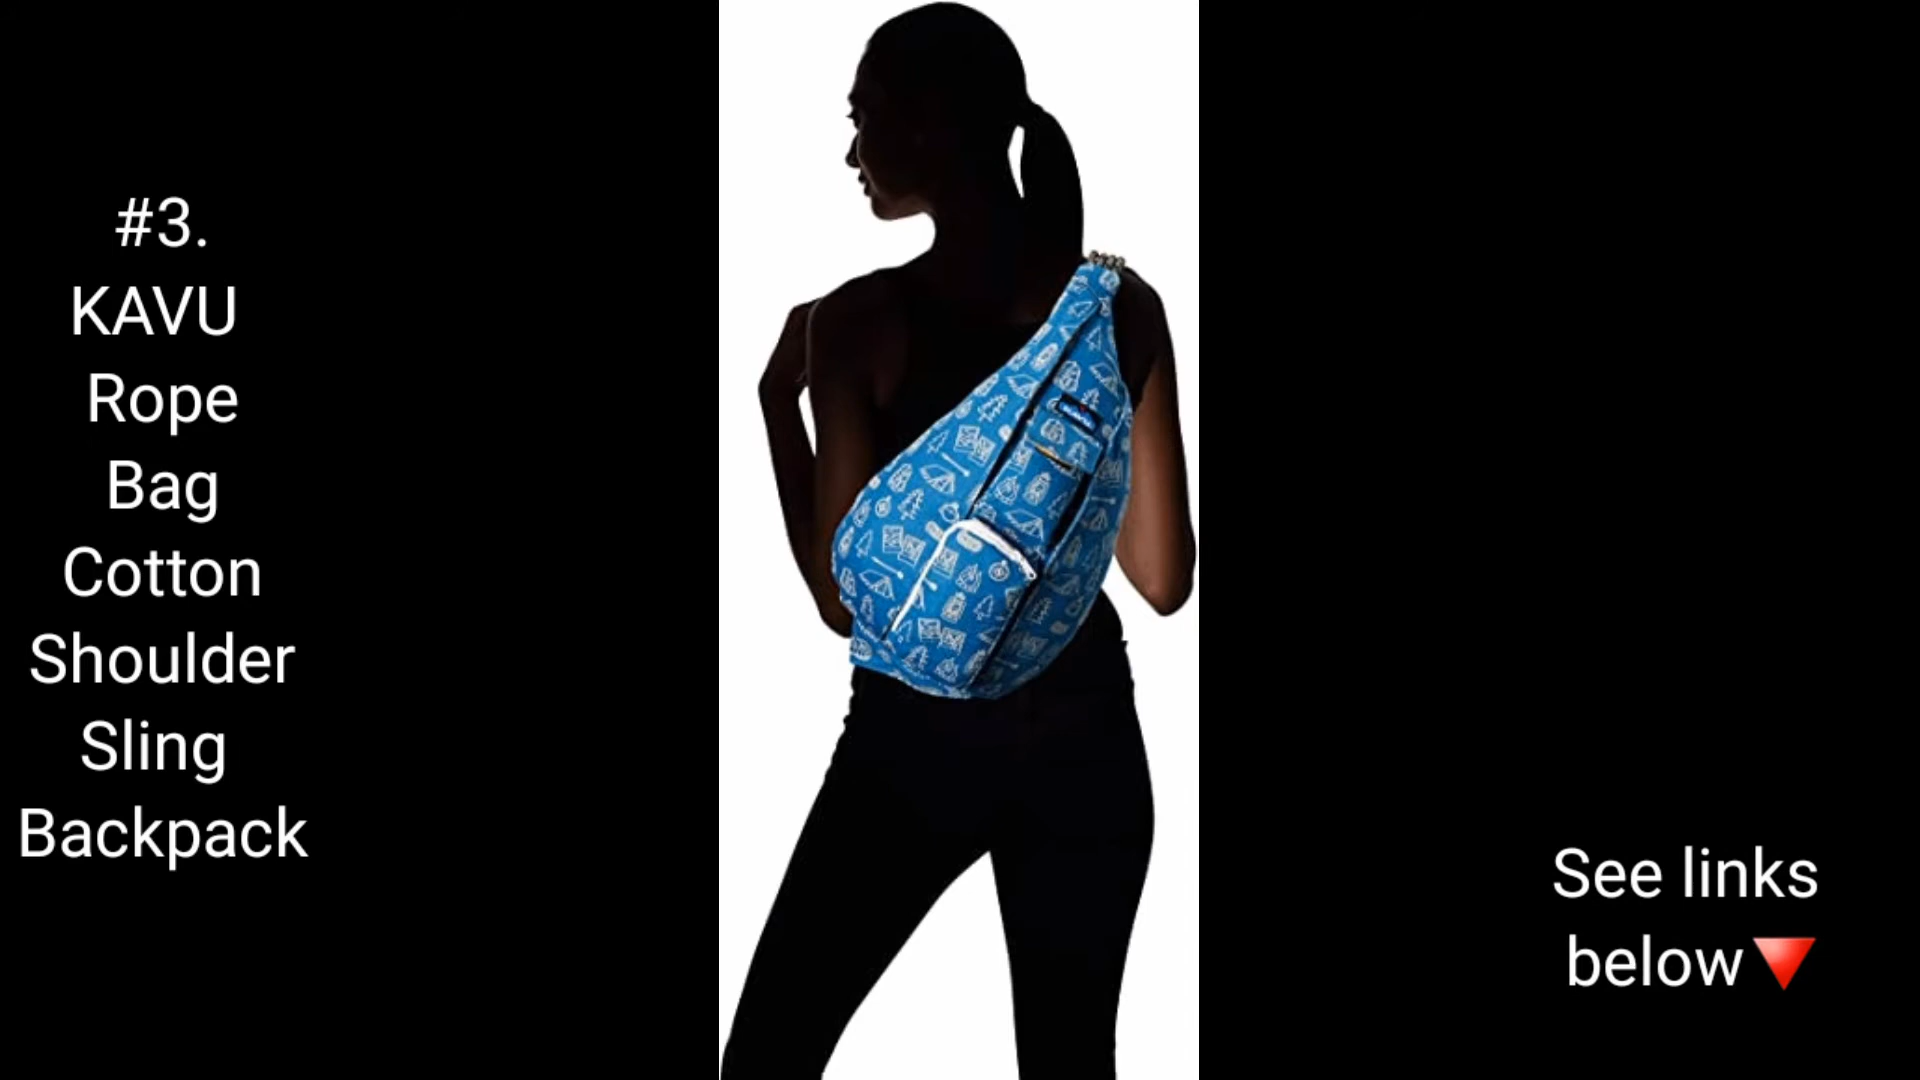 #3.
KAVU
Rope
Bag
Cotton
Shoulder
Sling
Backpack
See links
below